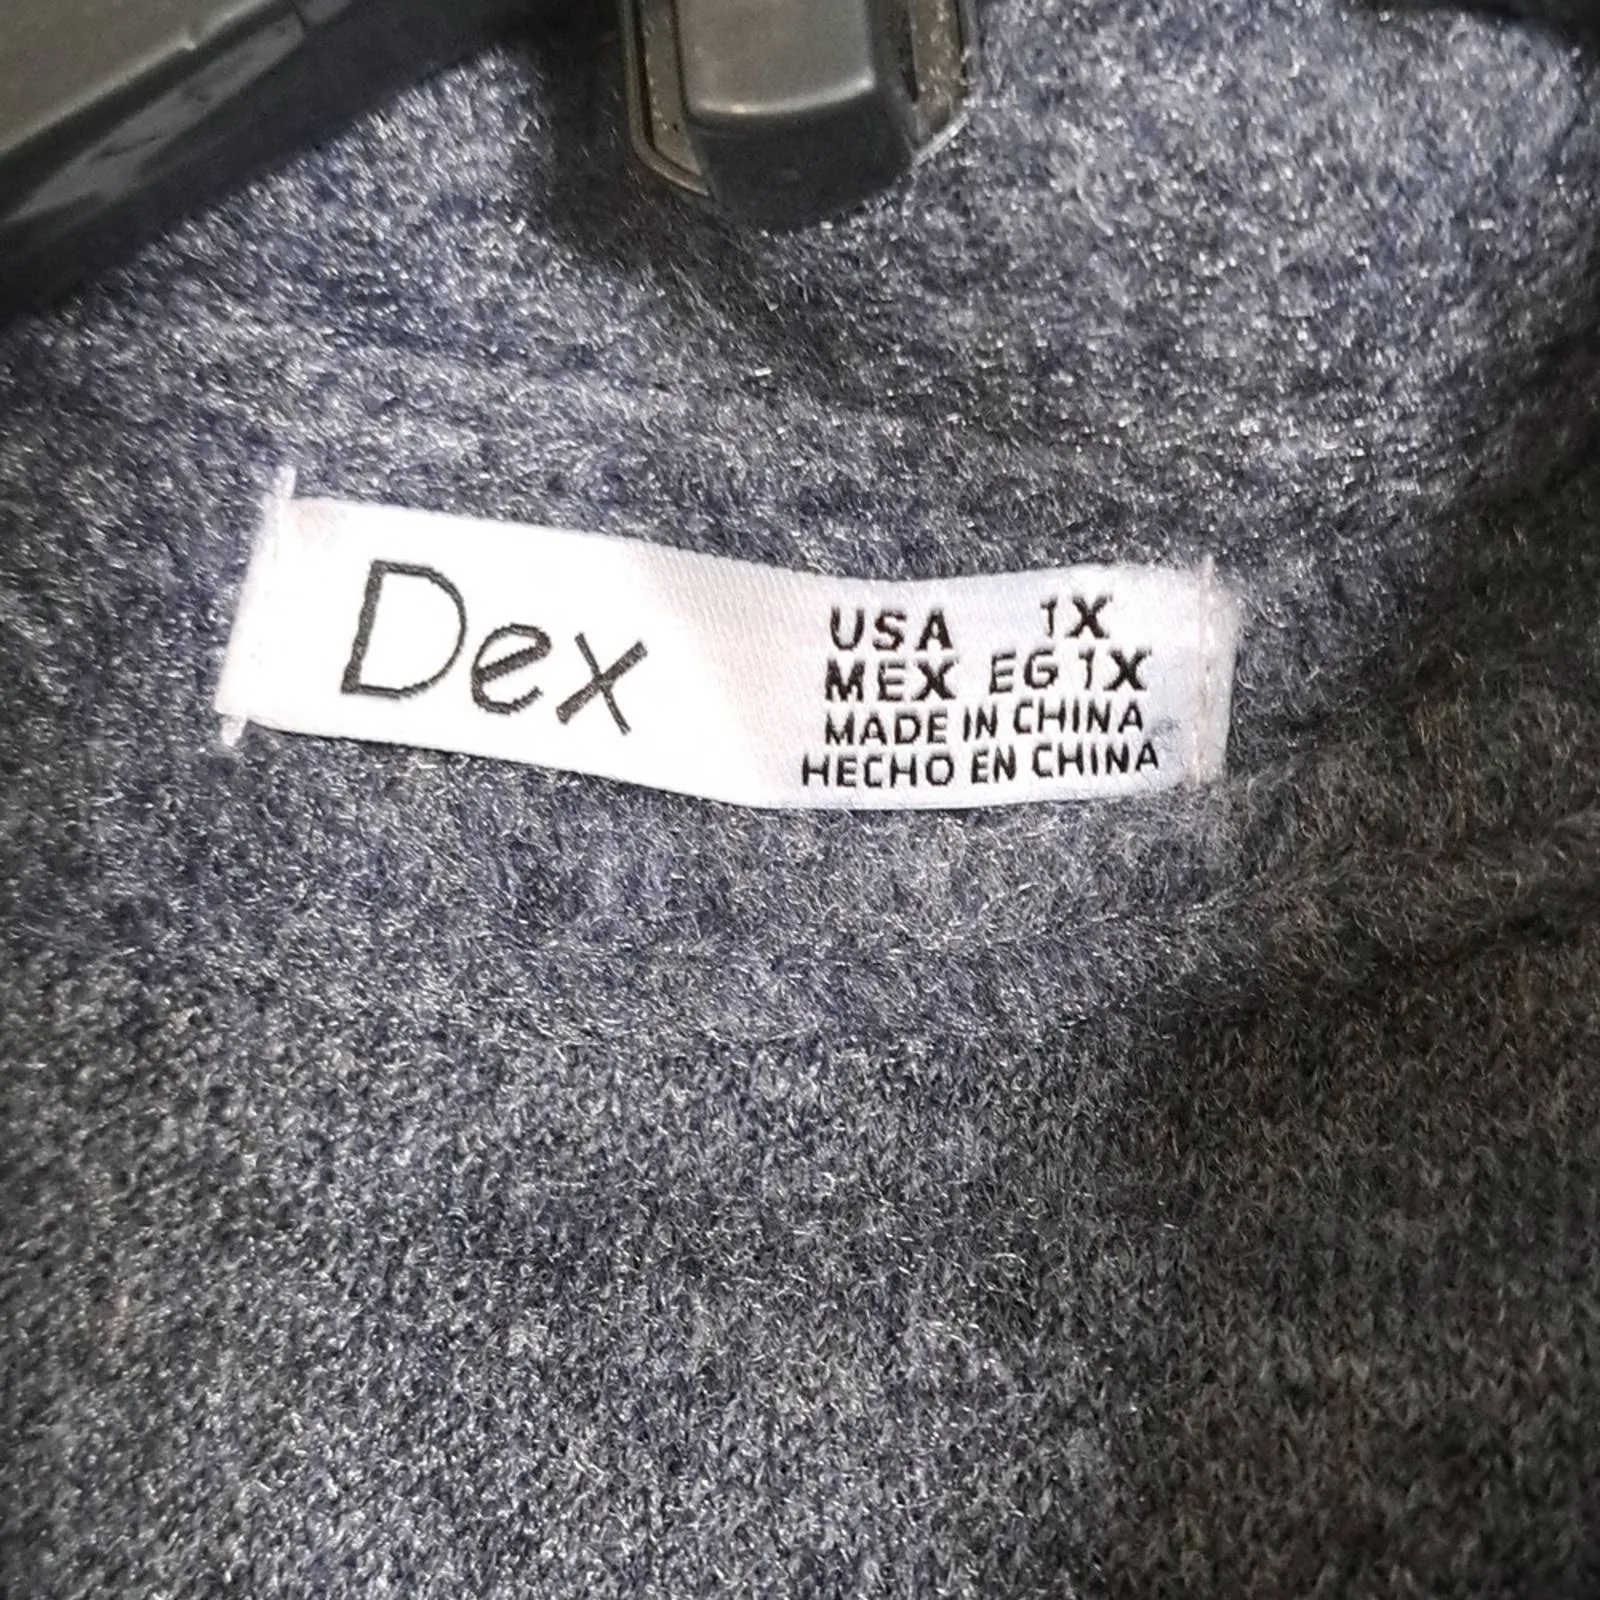 Dex
USA 1X
MEX EG 1X
MADE IN CHINA
HECHO EN CHINA